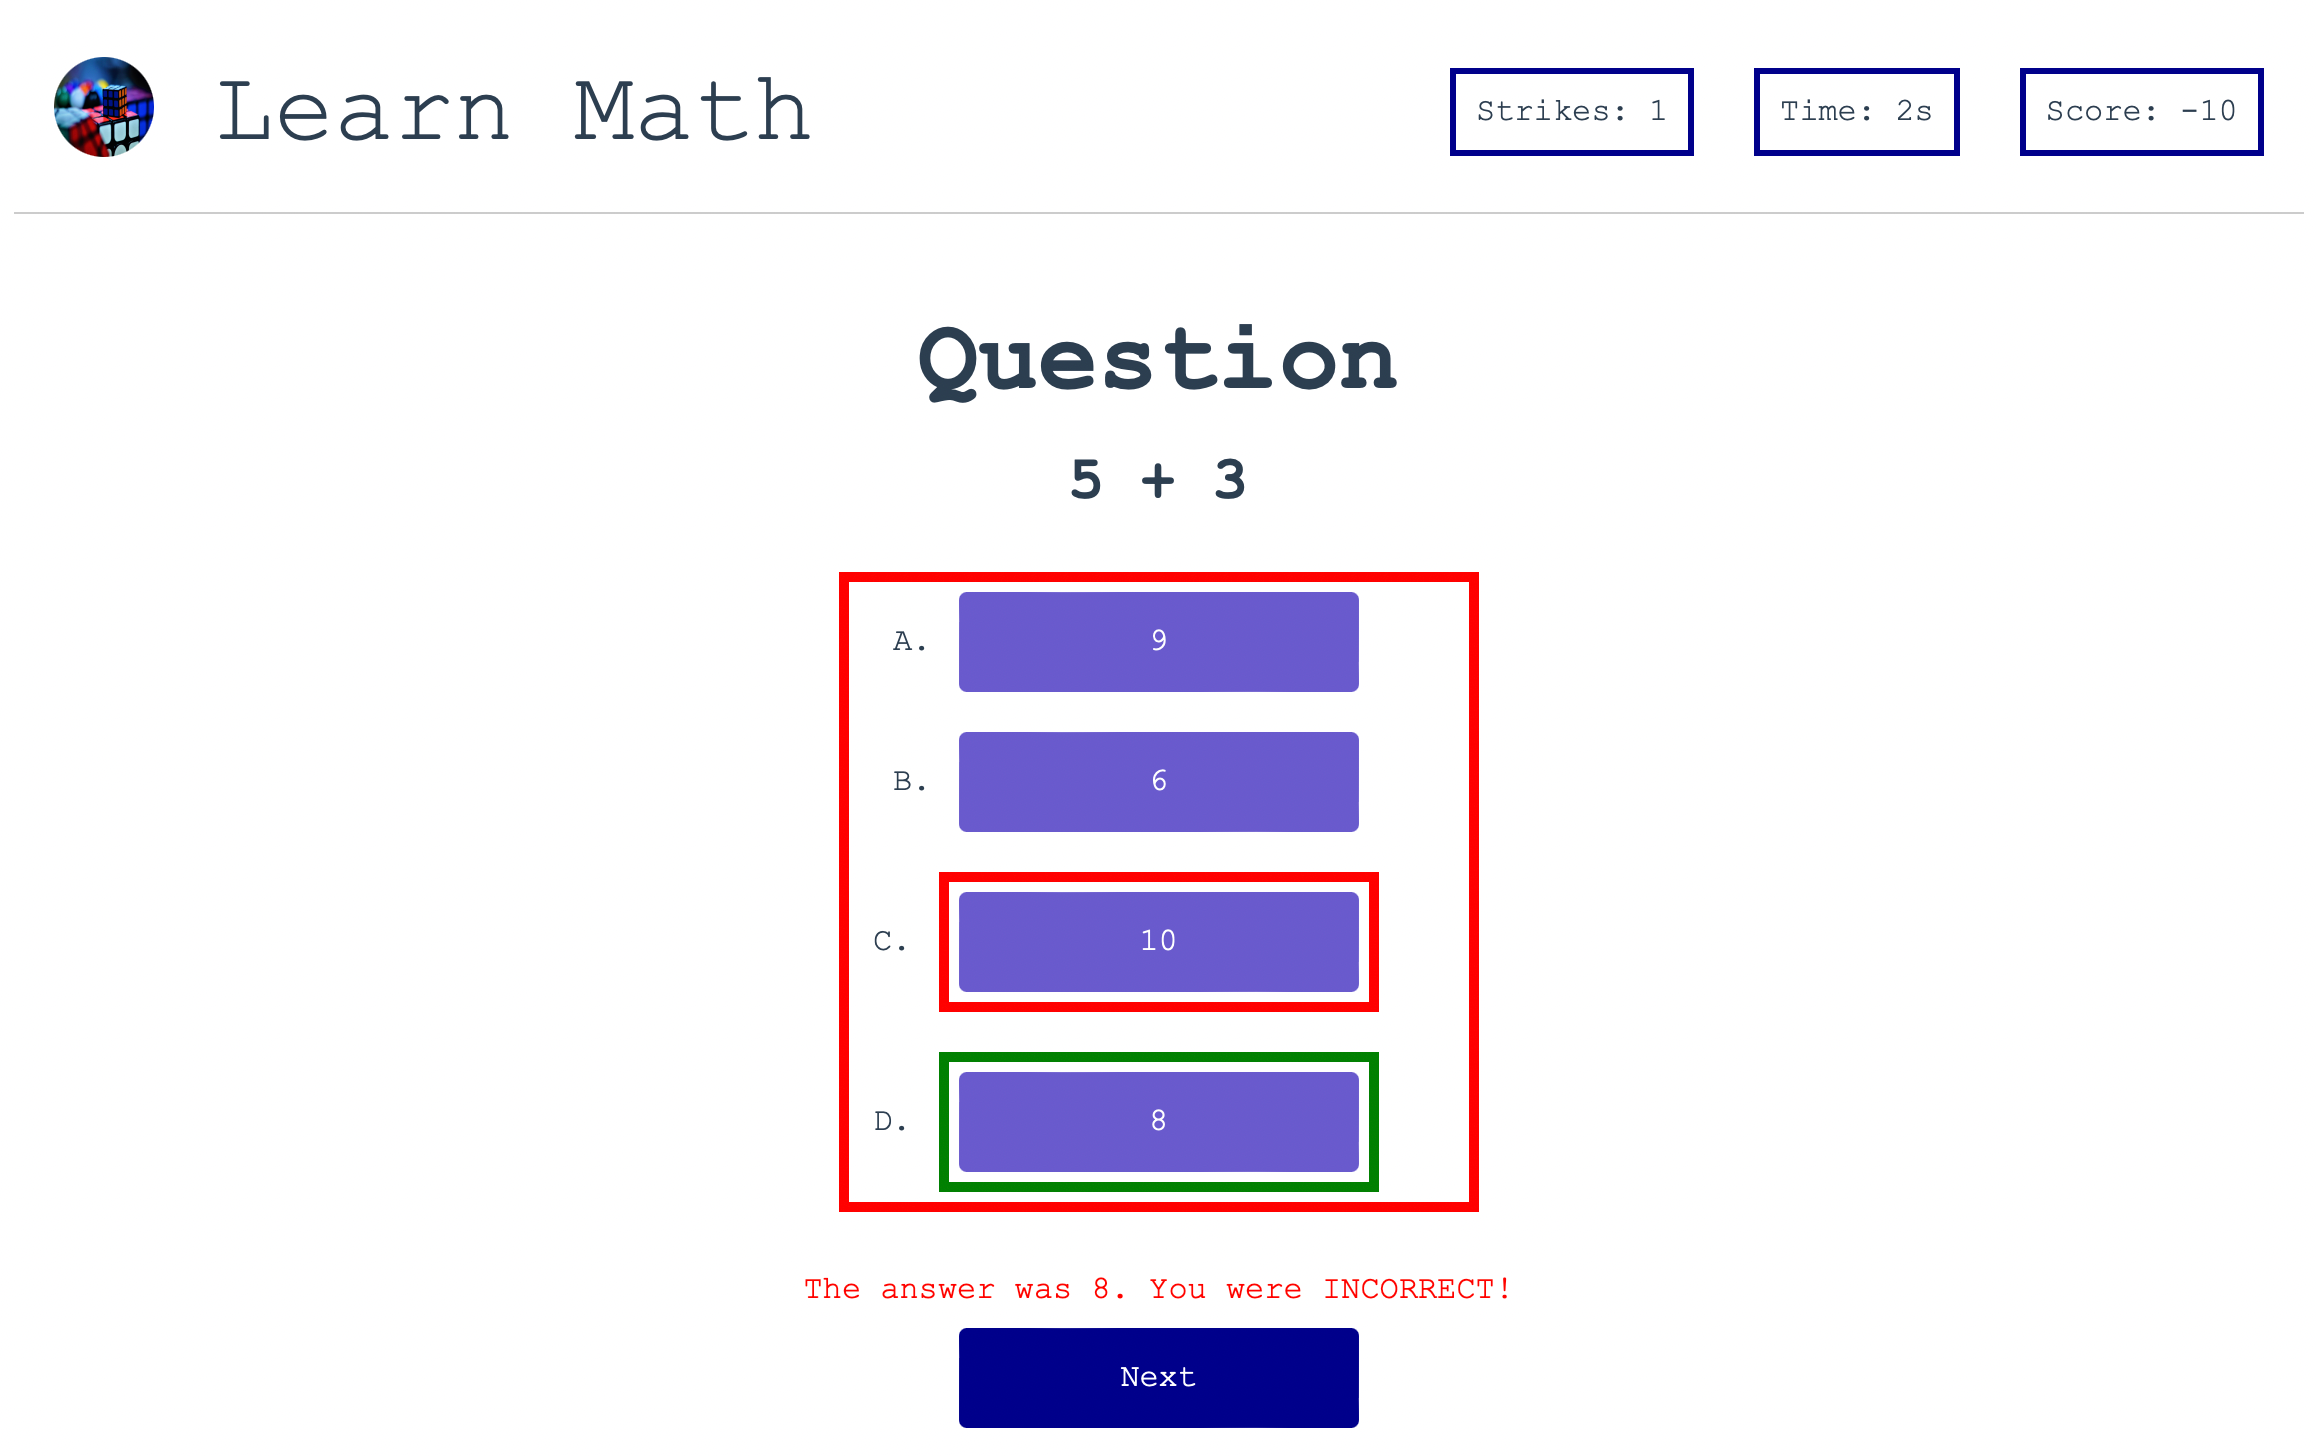 Learn Math
Strikes: 1
Time: 2s
Score: -10
Question
5 + 3
A. 9
B. 6
C. 10
D. 8
The answer was 8. You were INCORRECT!
Next